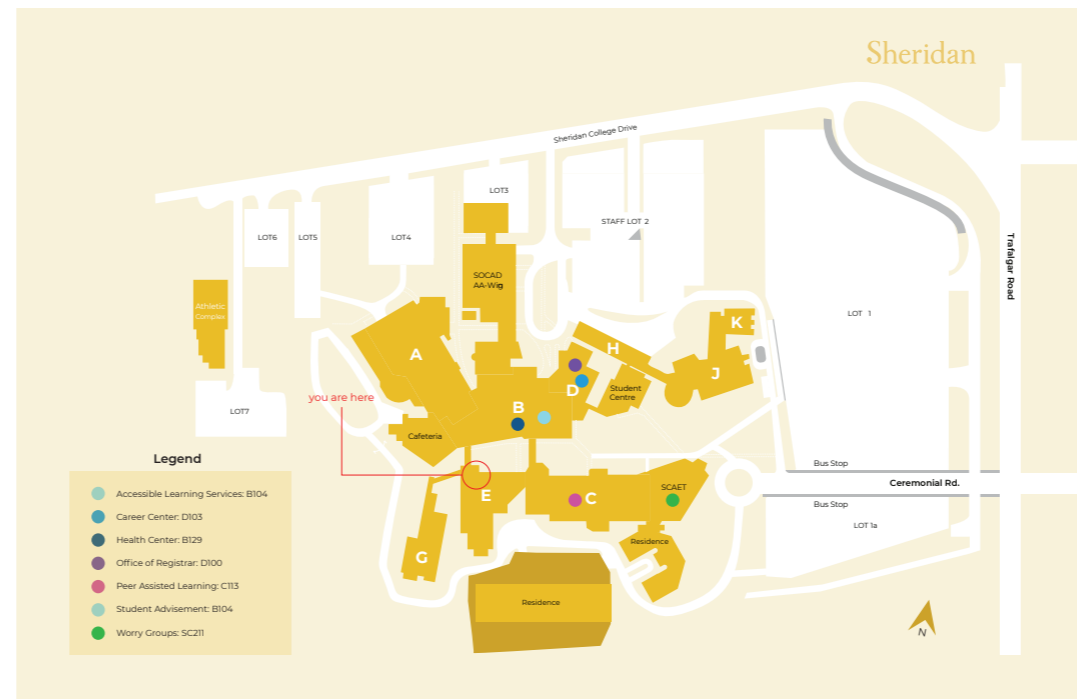 Sheridan
Sheridan College Drive
LOT3
STAFF LOT 2
LOT6
LOT5
LOT4
Trafalgar Road
SOCAD
AA-Wig
Athletic
Complex
LOT 1
K
H
A
J
D
Student
Centre
you are here
B
LOT7
Cafeteria
Legend
Bus Stop
Ceremonial Rd.
Bus Stop
SCAET
E
C
LOT 1a
Accessible Learning Services: B104
Career Center: D103
Health Center: B129
Office of Registrar: D100
Peer Assisted Learning: C113
Student Advisement: B104
Worry Groups: SC211
Residence
G
Residence
N